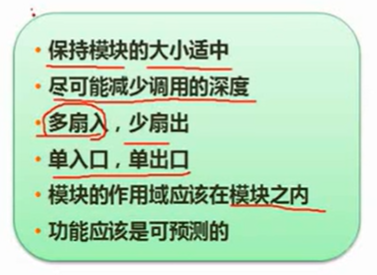 保持模块的大小适中
尽可能减少调用的深度
多扇入，少扇出
单入口，单出口
模块的作用域应该在模块之内
功能应该是可预测的